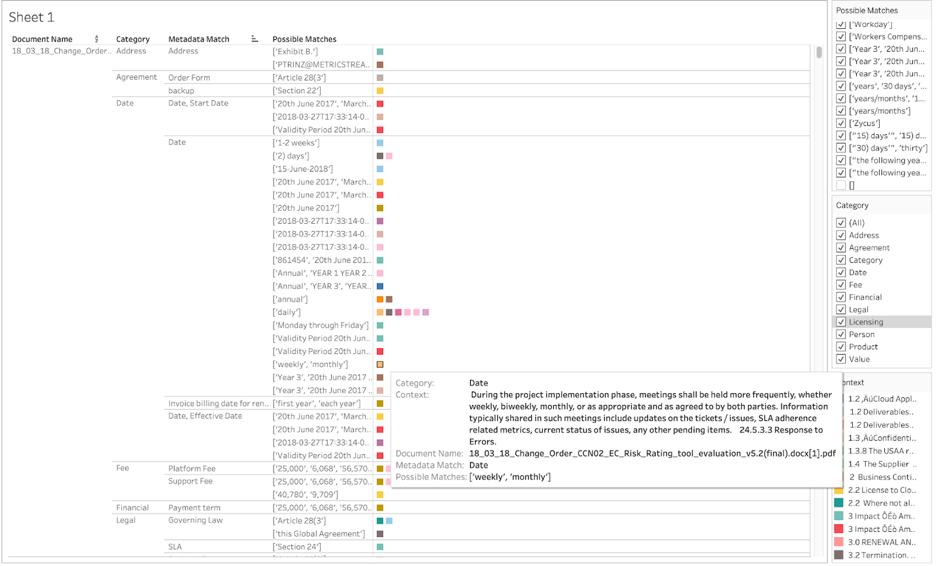 Sheet 1
Document Name Category Metadata Match Possible Matches
18_03_18_Change_Order.. Address Address ['Exhibit B.']
['PTRINZ@METRICSTREA..
Agreement Order Form ['Article 28(3']
backup ['Section 22']
Date Date, Start Date ['20th June 2017', 'March..
['2018-03-27T17:33:14-0..
['Validity Period 20th Jun..
Date ['1-2 weeks']
['2) days']
['15-June-2018']
['20th June 2017', 'March..
['20th June 2017', 'March..
['20th June 2017']
['2018-03-27T17:33:14-0..
['2018-03-27T17:33:14-0..
['2018-03-27T17:33:14-0..
['861454', '20th June 201..
['Annual', 'YEAR 1 YEAR 2 ..
['Annual', 'YEAR 3', 'YEAR..
['annual']
['daily']
['Monday through Friday']
['Validity Period 20th Jun..
['Validity Period 20th Jun..
['weekly', 'monthly']
['Year 3', '20th June 2017 ..
['Year 3', '20th June 2017 ..
Invoice billing date for ren.. ['first year', 'each year']
Date, Effective Date ['20th June 2017', 'March..
['20th June 2017', 'March..
['2018-03-27T17:33:14-0..
['Validity Period 20th Jun..
Fee Platform Fee ['25,000', '6,068', '56,570..
Support Fee ['25,000', '6,068', '56,570..
['40,780', '9,709']
Financial Payment term ['25,000', '6,068', '56,570..
Legal Governing Law ['Article 28(3']
['this Global Agreement']
SLA ['Section 24']
Category: Date
Context: During the project implementation phase, meetings shall be held more frequently, whether
weekly, biweekly, monthly, or as appropriate and as agreed to by both parties. Information
typically shared in such meetings include updates on the tickets / issues, SLA adherence
related metrics, current status of issues, any other pending items. 24.5.3.3 Response to
Errors.
Document Name: 18_03_18_Change_Order_CCN02_EC_Risk_Rating_tool_evaluation_v5.2(final).docx[1].pdf
Metadata Match: Date
Possible Matches: ['weekly', 'monthly']
Possible Matches
['Workday']
['Workers Compens...
['Year 3', '20th Jun...
['Year 3', '20th Jun...
['Year 3', '20th Jun...
['years', '30 days', '...
['years/months', '1...
['years/months']
['Zycus']
["15) days'", '15) d...
["30) days'", 'thirty']
["the following yea...
["the following yea...
[]
Category
(All)
Address
Agreement
Category
Date
Fee
Financial
Legal
Licensing
Person
Product
Value
ontext
1.2 ,ÄúCloud Appl...
1.2 Deliverables...
1.2 Deliverables...
1.3 ,ÄúConfidenti...
1.3.8 The USAA r...
1.4 The Supplier ..
2 Business Conti...
2.2 License to Clo...
2.2 Where not al...
3 Impact ÔÉò Am...
3 Impact ÔÉò Am...
3.0 RENEWAL AN...
3.2 Termination. ...